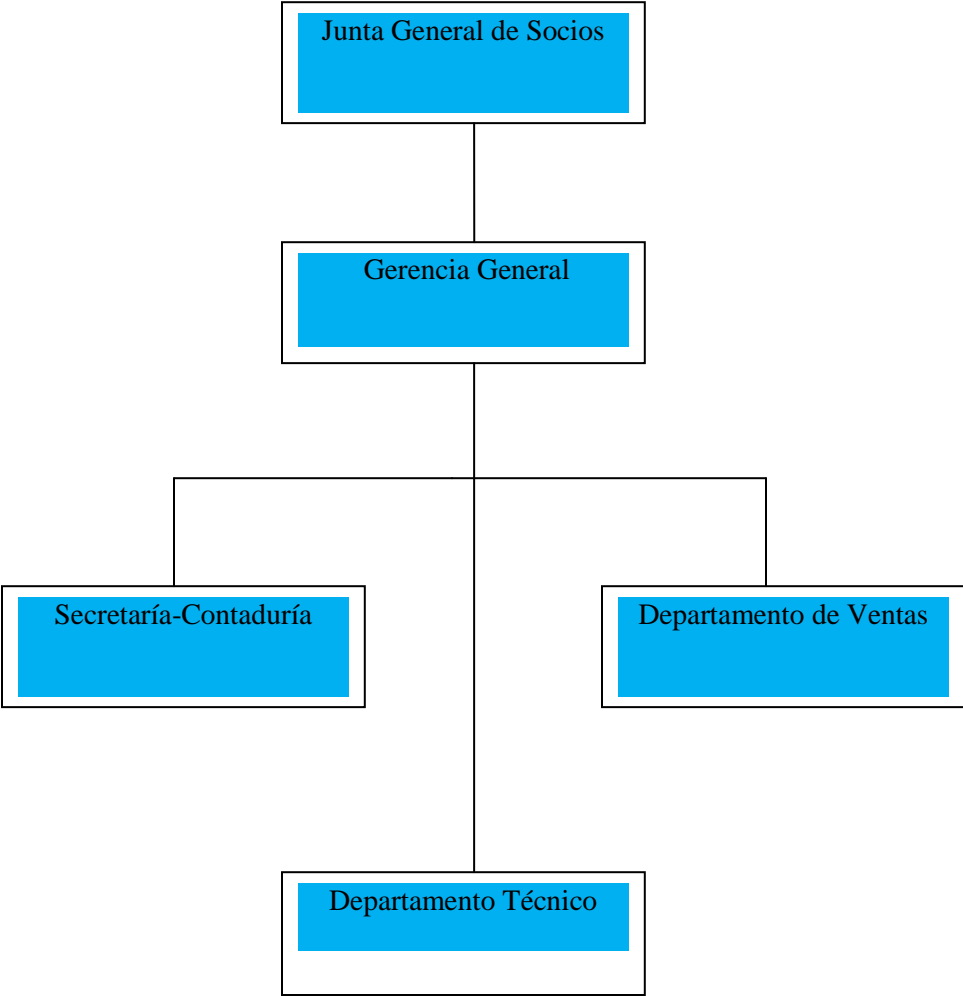 Junta General de Socios
Gerencia General
Secretaría-Contaduría
Departamento de Ventas
Departamento Técnico